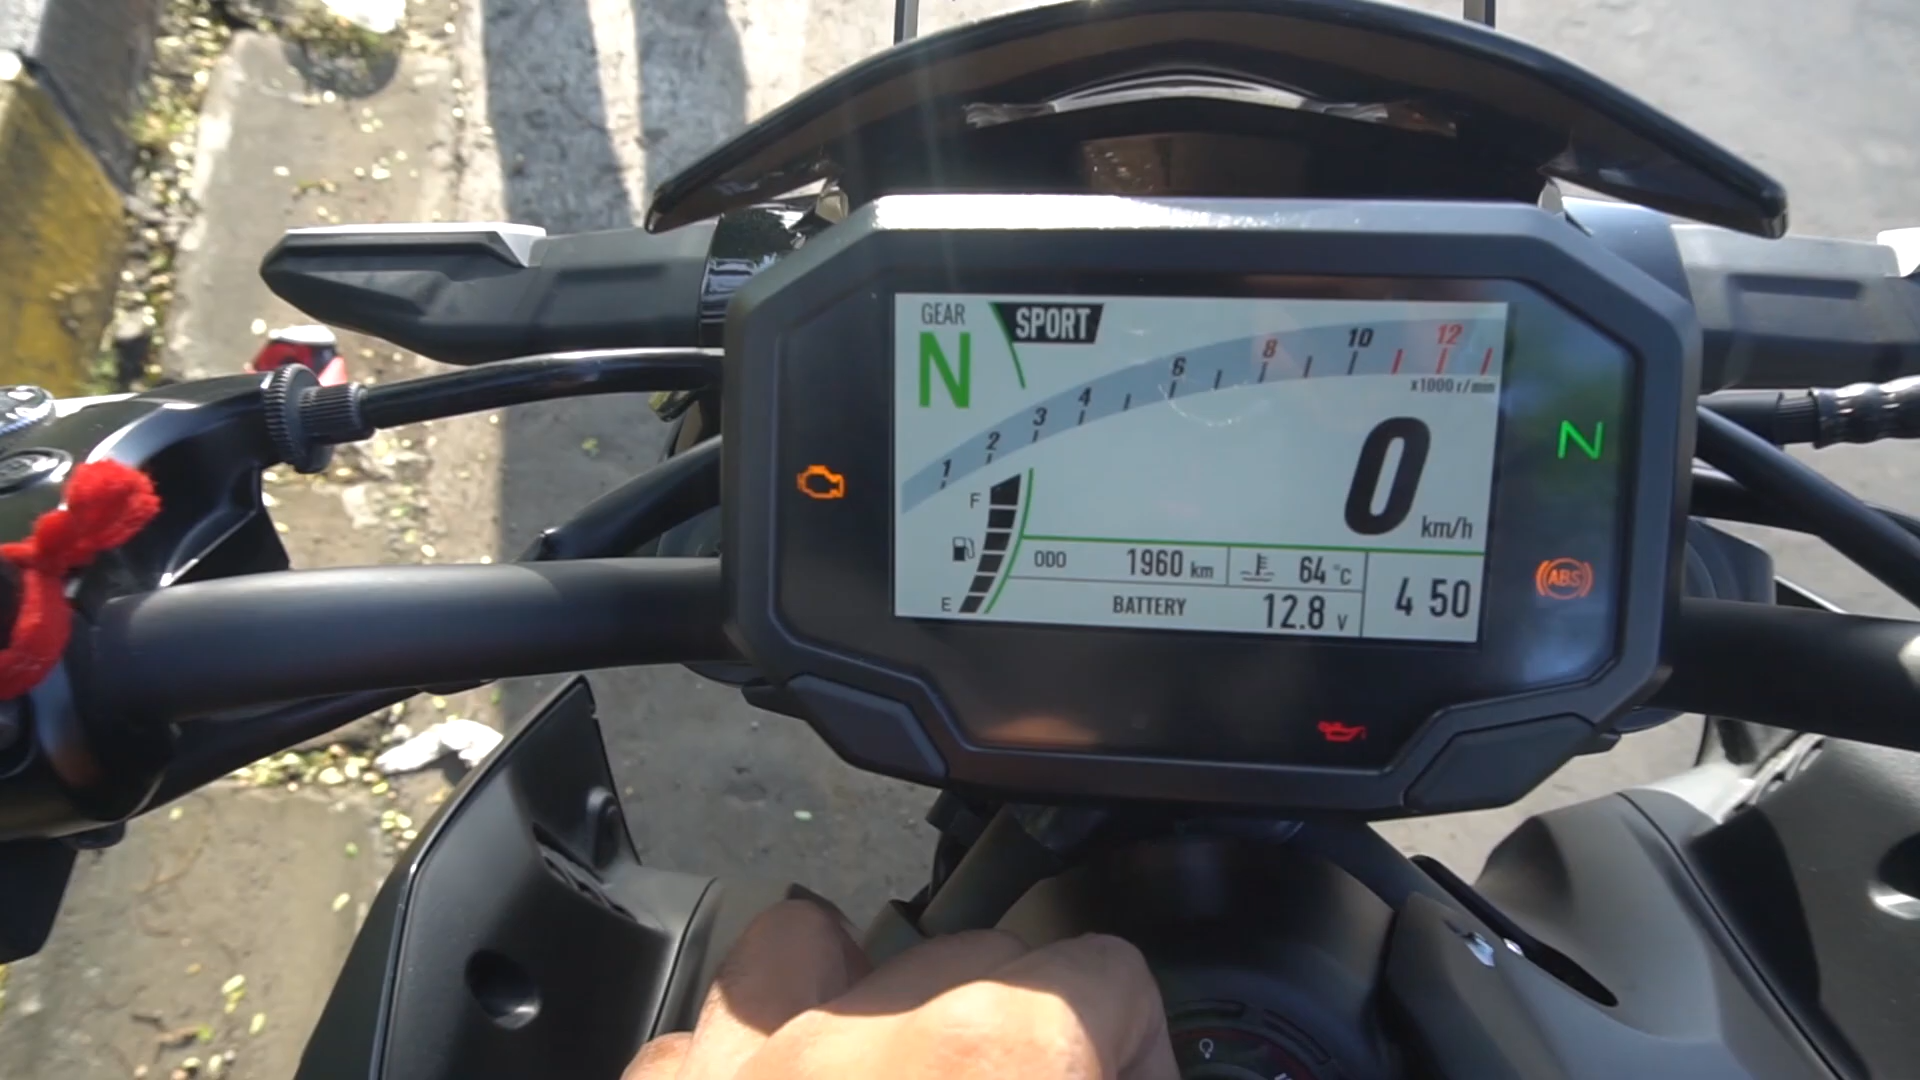 GEAR
SPORT
N
1 2 3 4 6 8 10 12
x1000 r/min
N
0
km/h
F
E
ODO 1960 km
64 °C
BATTERY 12.8 V
4 50
ABS